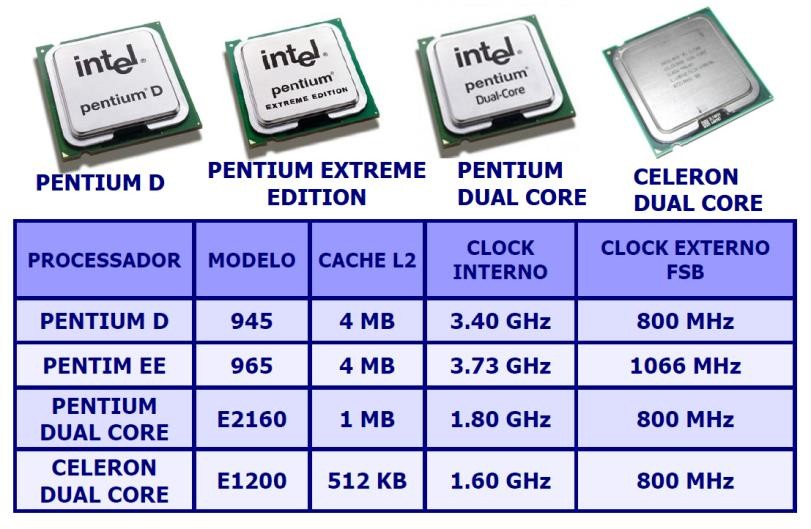 intel®
pentium® D
intel®
pentium®
EXTREME EDITION
intel®
pentium®
Dual-Core
PENTIUM D
PENTIUM EXTREME
EDITION
PENTIUM
DUAL CORE
CELERON
DUAL CORE
PROCESSADOR MODELO CACHE L2 CLOCK INTERNO CLOCK EXTERNO FSB
PENTIUM D 945 4 MB 3.40 GHz 800 MHz
PENTIM EE 965 4 MB 3.73 GHz 1066 MHz
PENTIUM DUAL CORE E2160 1 MB 1.80 GHz 800 MHz
CELERON DUAL CORE E1200 512 KB 1.60 GHz 800 MHz